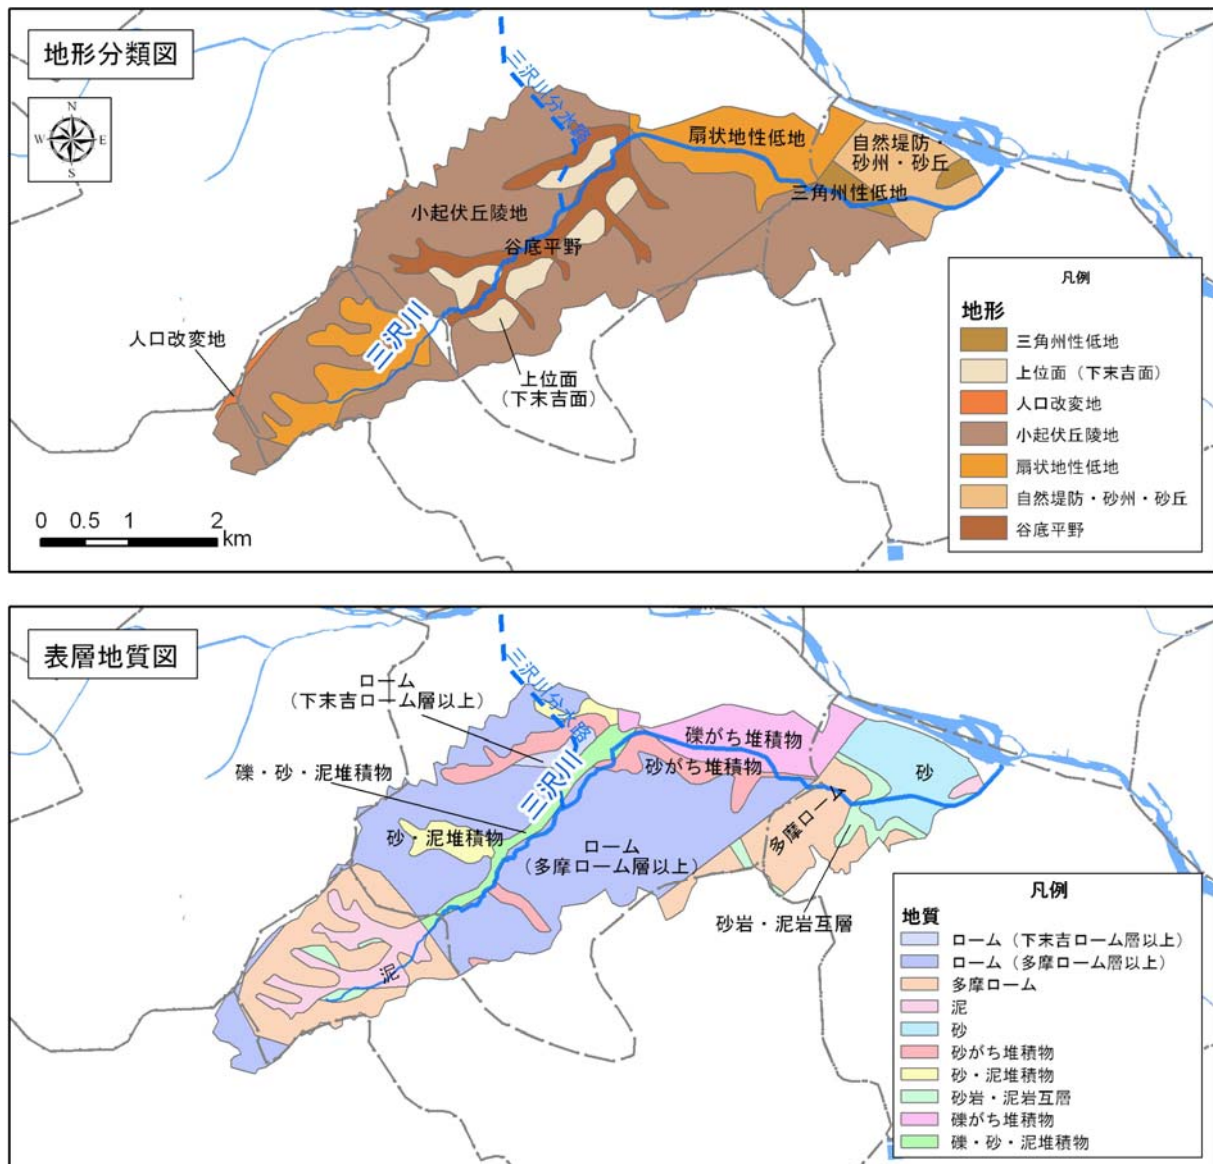 地形分類図
N
W E
S
三沢川分水路
扇状地性低地
自然堤防・
砂州・砂丘
三角州性低地
小起伏丘陵地
谷底平野
三沢川
人口改変地
上位面
(下末吉面)
0 0.5 1 2
km
凡例
地形
三角州性低地
上位面（下末吉面）
人口改変地
小起伏丘陵地
扇状地性低地
自然堤防・砂州・砂丘
谷底平野
表層地質図
三沢川分水路
ローム
(下末吉ローム層以上)
礫がち堆積物
砂がち堆積物
砂
礫・砂・泥堆積物
三沢川
砂・泥堆積物
ローム
(多摩ローム層以上)
多摩ローム
砂岩・泥岩互層
泥
凡例
地質
ローム（下末吉ローム層以上）
ローム（多摩ローム層以上）
多摩ローム
泥
砂
砂がち堆積物
砂・泥堆積物
砂岩・泥岩互層
礫がち堆積物
礫・砂・泥堆積物